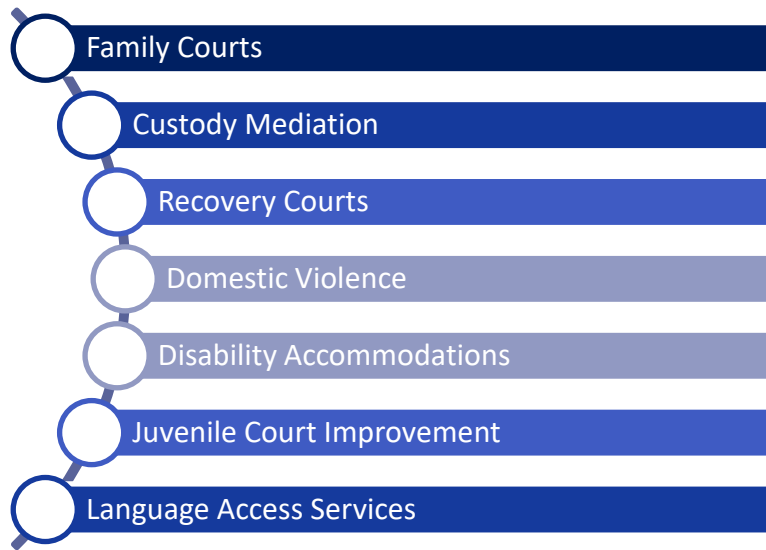 Family Courts
Custody Mediation
Recovery Courts
Domestic Violence
Disability Accommodations
Juvenile Court Improvement
Language Access Services